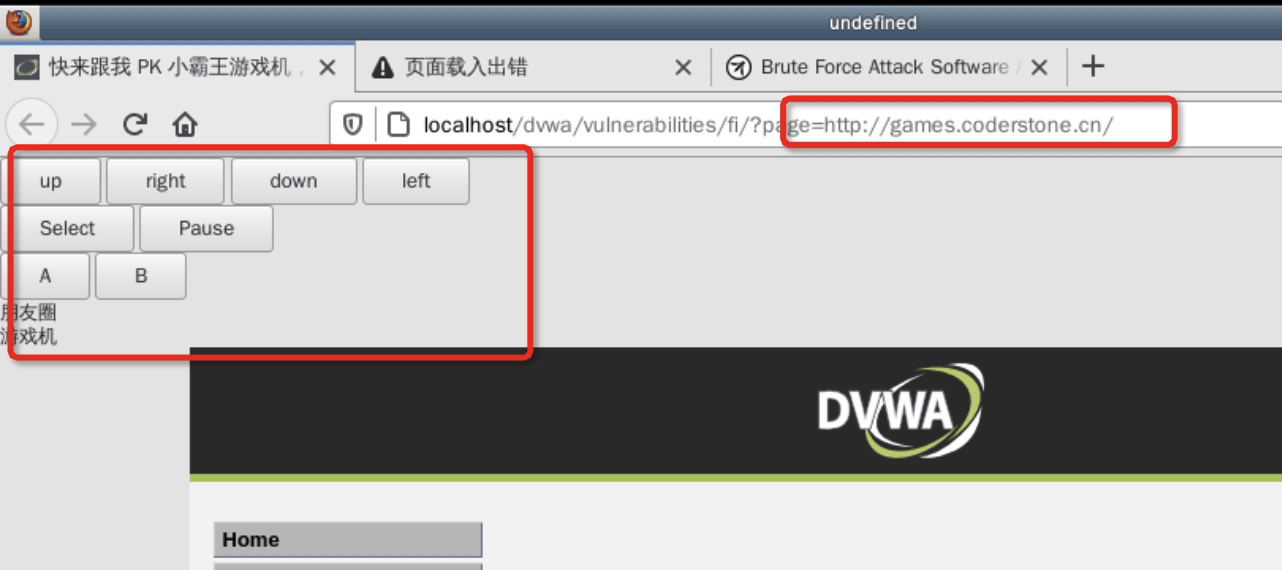 undefined
快来跟我 PK 小霸王游戏机，
页面载入出错
Brute Force Attack Software
localhost/dvwa/vulnerabilities/fi/?page=http://games.coderstone.cn/
up right down left
Select Pause
A B
朋友圈
游戏机
DVWA
Home